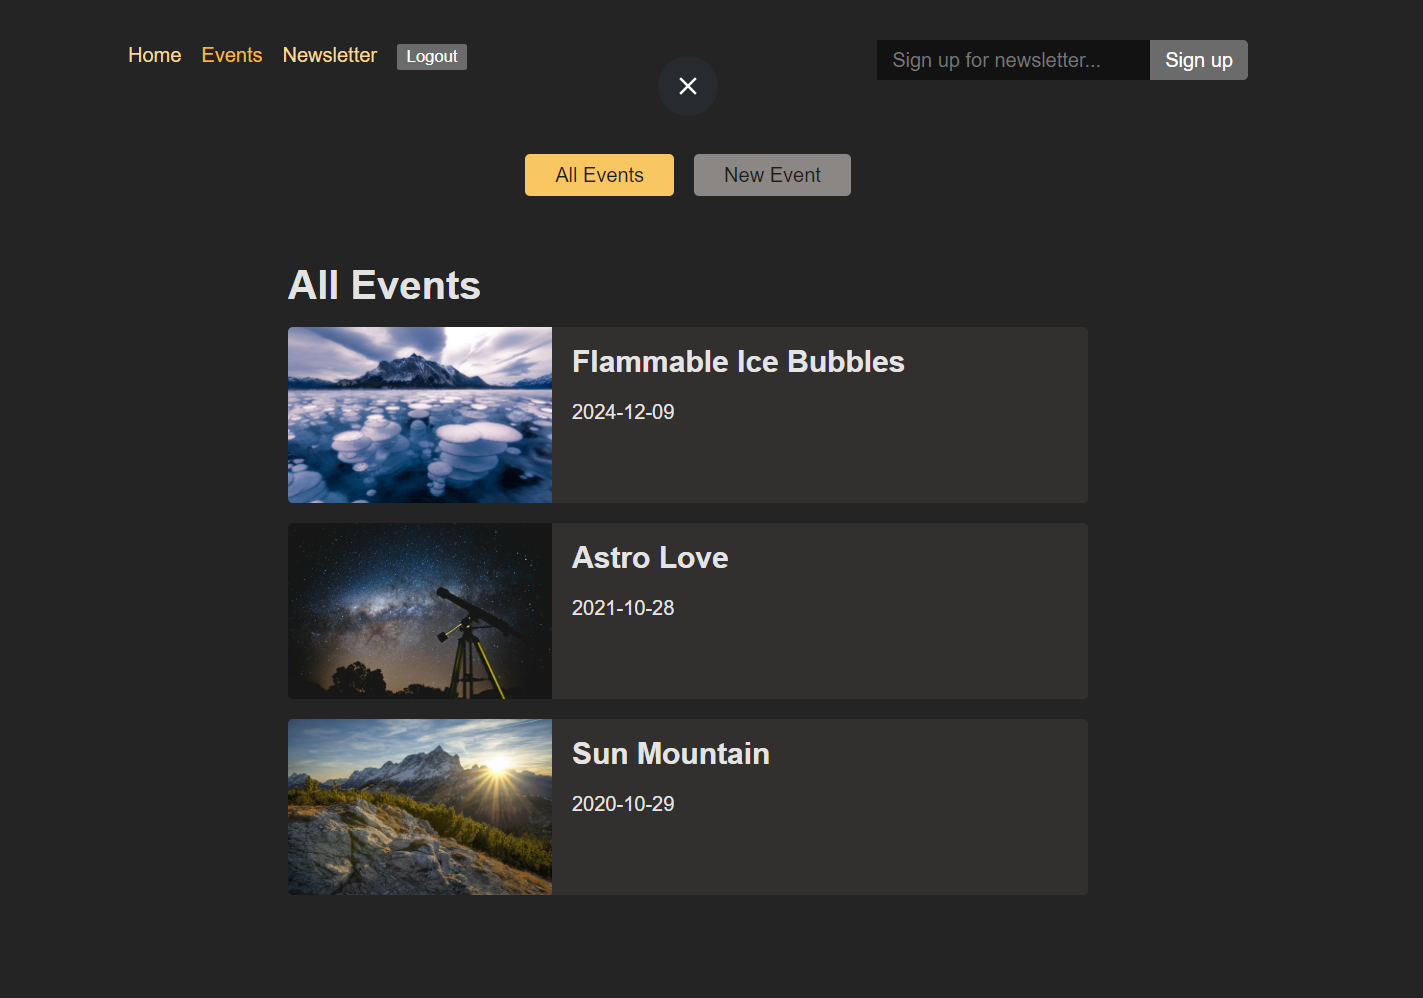 Home Events Newsletter Logout
Sign up for newsletter... Sign up
All Events New Event
All Events
Flammable Ice Bubbles
2024-12-09
Astro Love
2021-10-28
Sun Mountain
2020-10-29